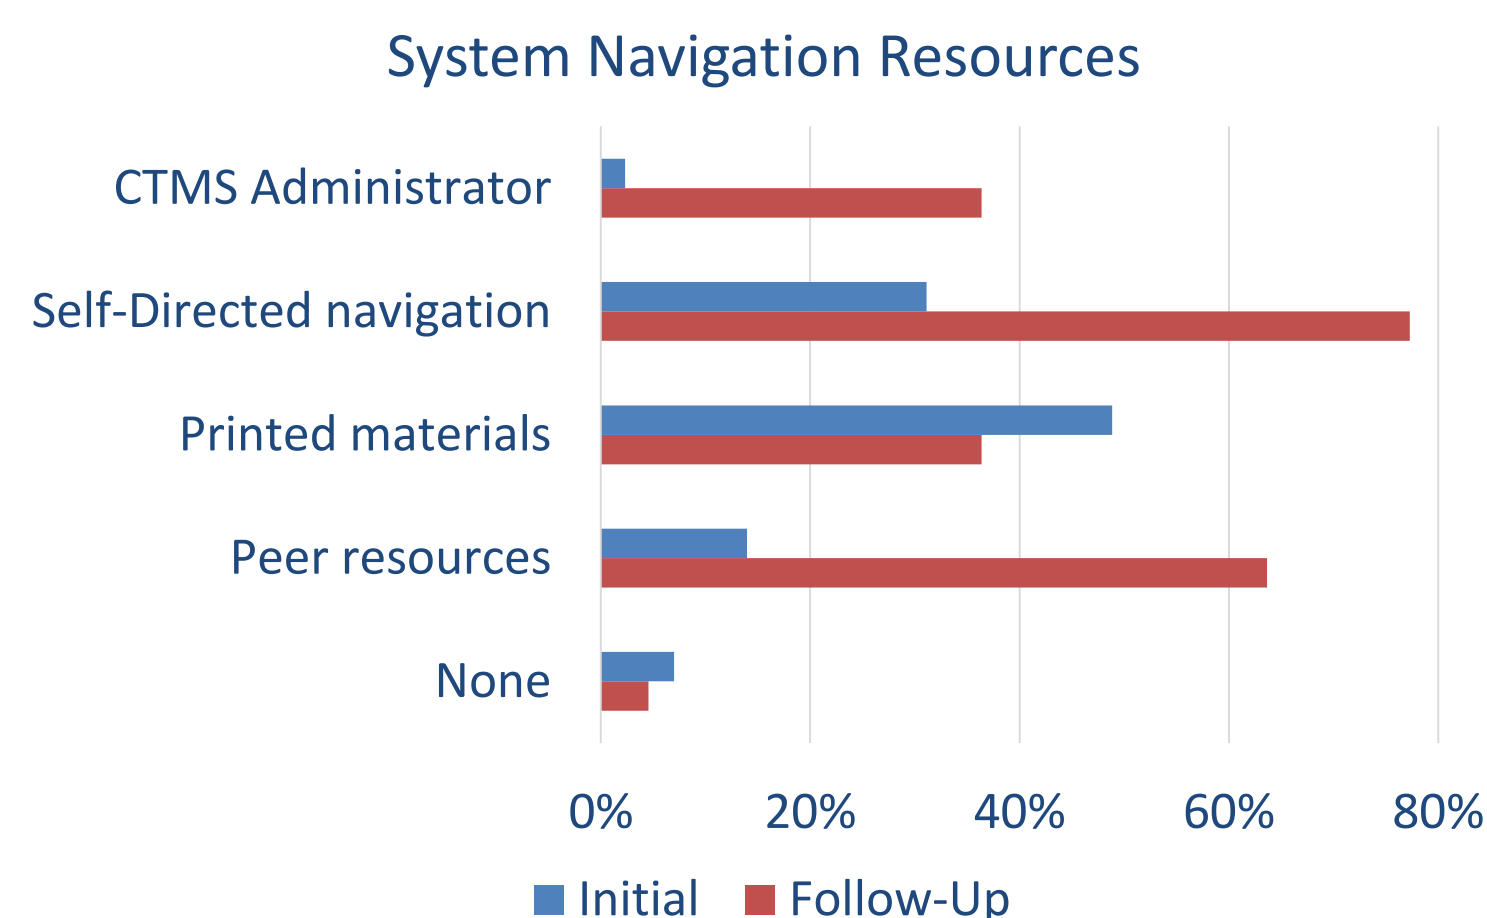 System Navigation Resources
CTMS Administrator
Self-Directed navigation
Printed materials
Peer resources
None
0% 20% 40% 60% 80%
Initial Follow-Up